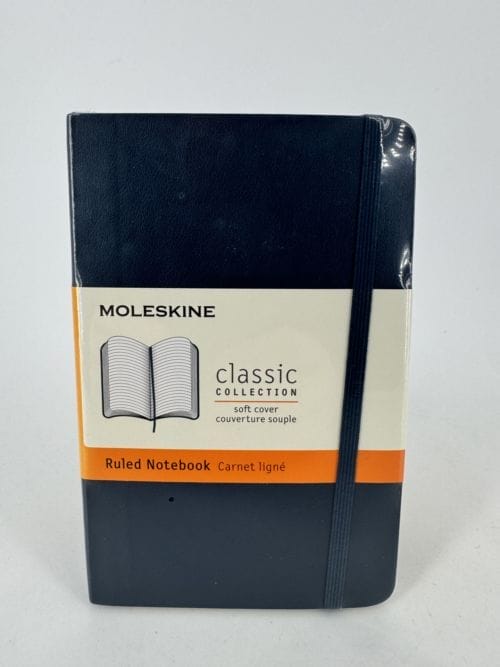 MOLESKINE
classic
COLLECTION
soft cover
couverture souple
Ruled Notebook Carnet ligné